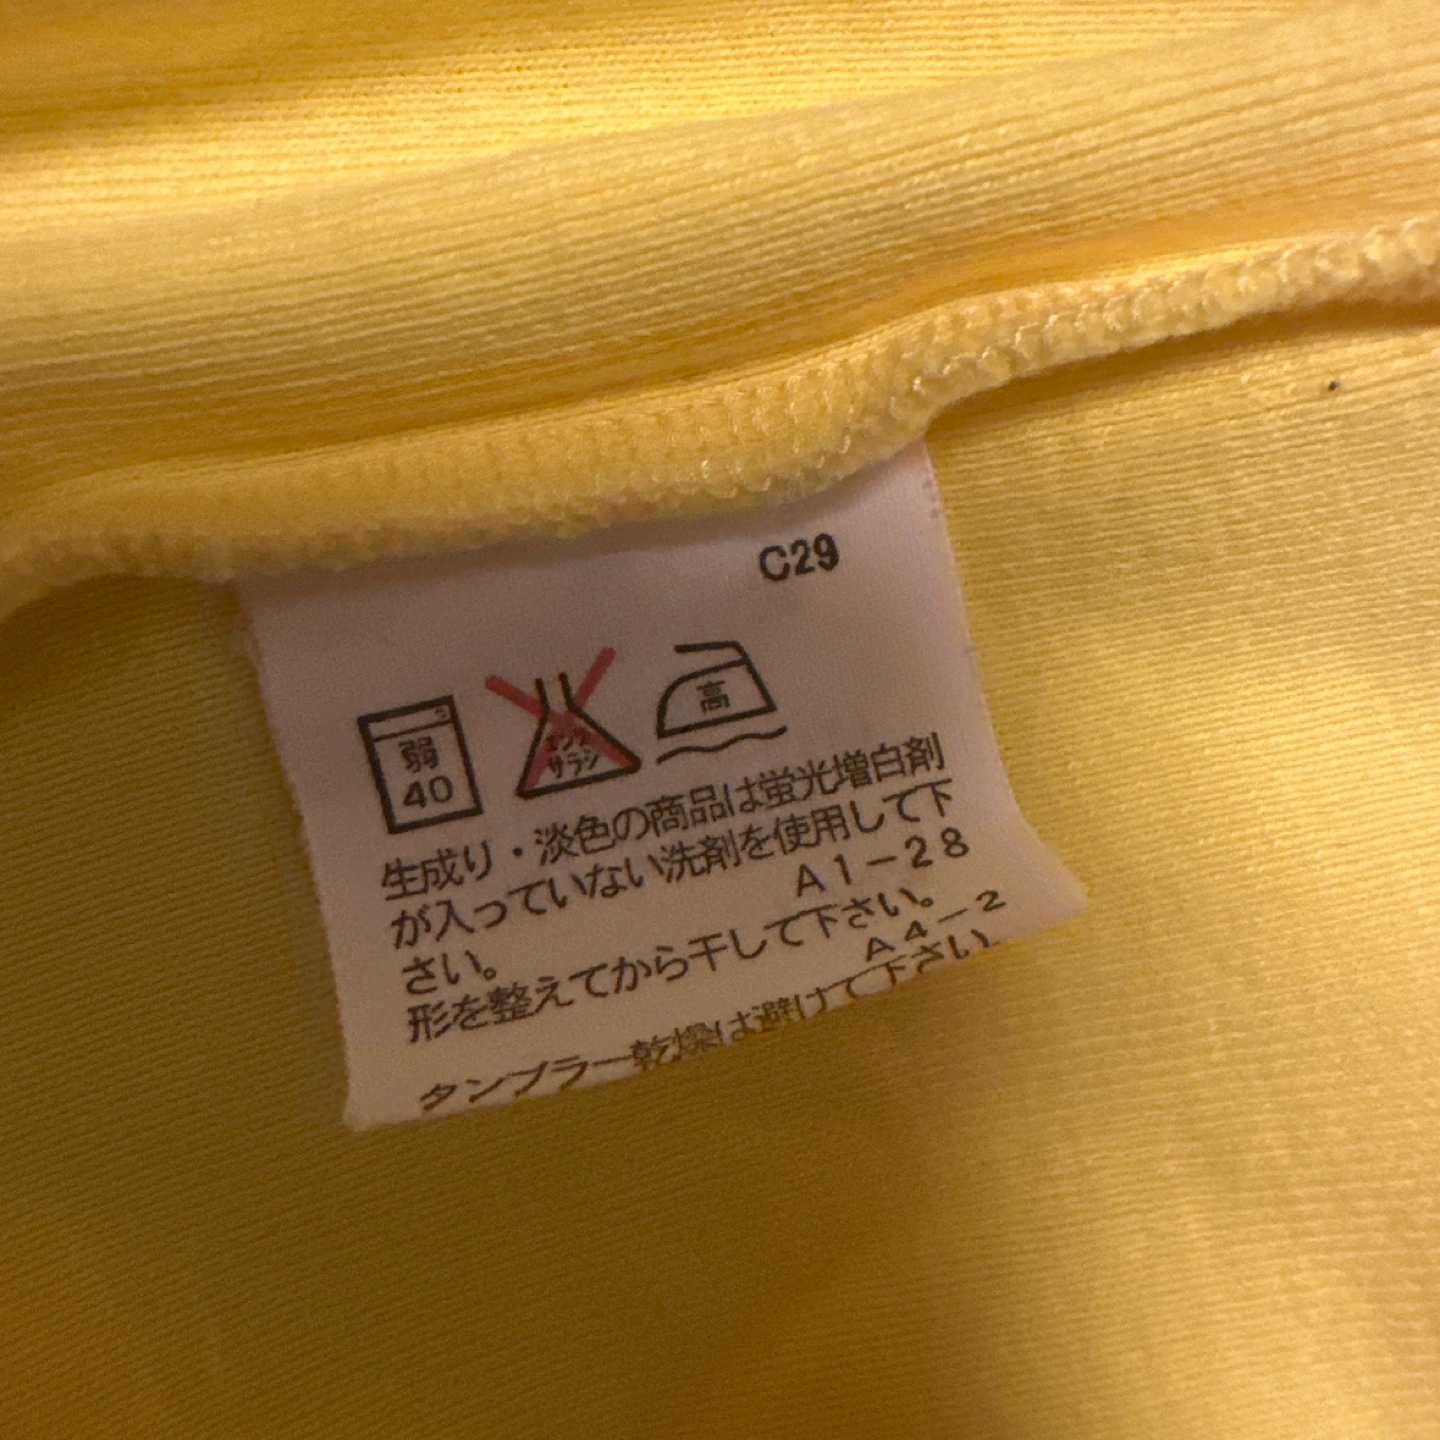 C29
弱
40
エンソ
サラシ
高
生成り・淡色の商品は蛍光増白剤
が入っていない洗剤を使用して下
さい。
A1-28
形を整えてから干して下さい。
A4-2
タンブラー乾燥は避けて下さい。